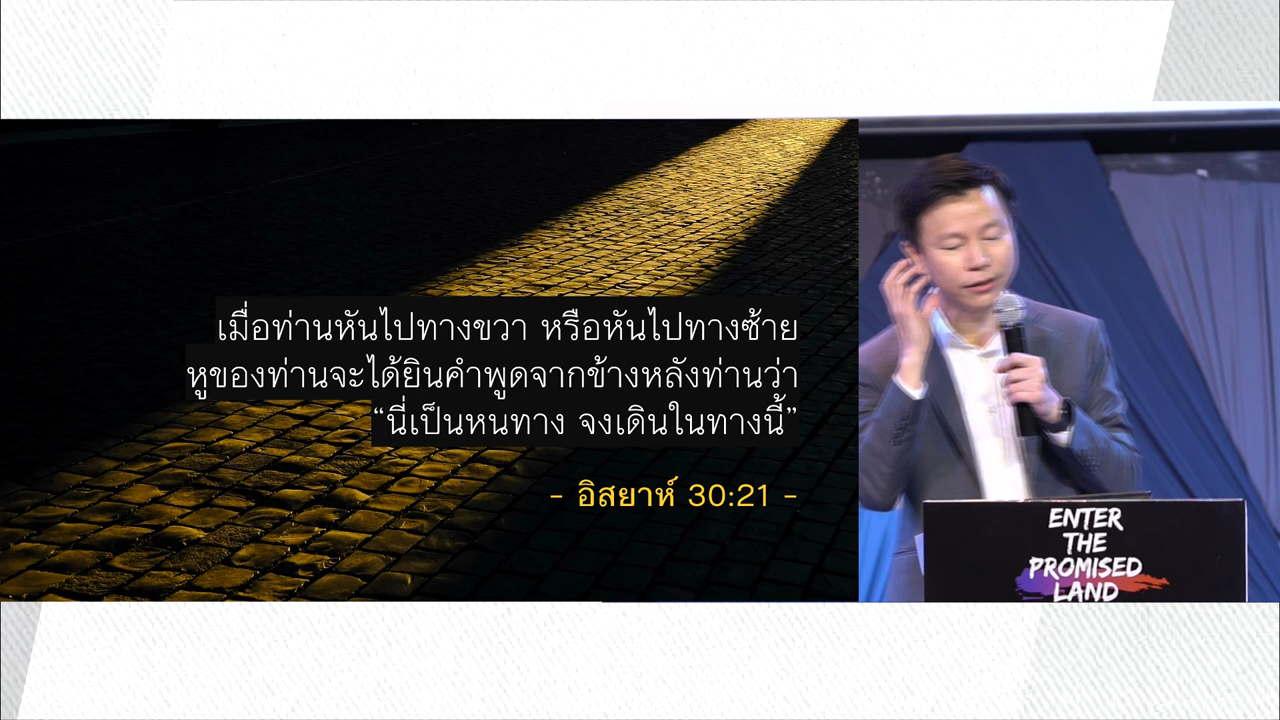 เมื่อท่านหันไปทางขวา หรือหันไปทางซ้าย
หูของท่านจะได้ยินคำพูดจากข้างหลังท่านว่า
“นี่เป็นหนทาง จงเดินในทางนี้”
- อิสยาห์ 30:21 -
ENTER
THE
PROMISED
LAND